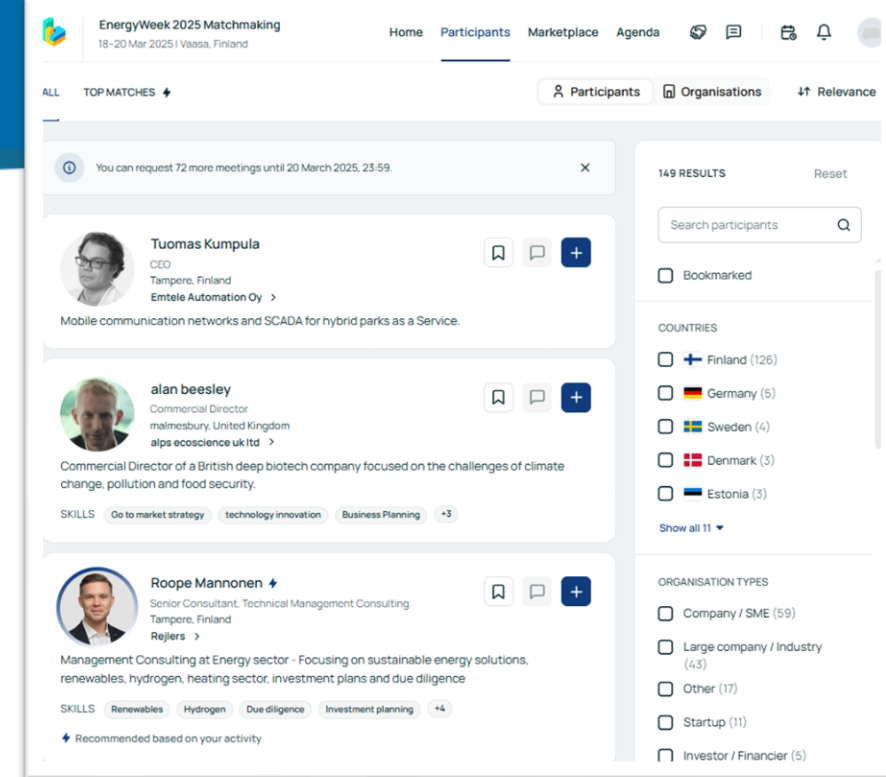 EnergyWeek 2025 Matchmaking
18–20 Mar 2025 | Vaasa, Finland
Home Participants Marketplace Agenda
ALL TOP MATCHES
Participants Organisations Relevance
You can request 72 more meetings until 20 March 2025, 23:59.
Tuomas Kumpula
CEO
Tampere, Finland
Emtele Automation Oy
Mobile communication networks and SCADA for hybrid parks as a Service.
alan beesley
Commercial Director
malmesbury, United Kingdom
alps ecoscience uk ltd
Commercial Director of a British deep biotech company focused on the challenges of climate
change, pollution and food security.
SKILLS Go to market strategy technology innovation Business Planning +3
Roope Mannonen
Senior Consultant, Technical Management Consulting
Tampere, Finland
Rejlers
Management Consulting at Energy sector - Focusing on sustainable energy solutions,
renewables, hydrogen, heating sector, investment plans and due diligence
SKILLS Renewables Hydrogen Due diligence Investment planning +4
Recommended based on your activity
149 RESULTS Reset
Search participants
Bookmarked
COUNTRIES
Finland (126)
Germany (5)
Sweden (4)
Denmark (3)
Estonia (3)
Show all 11
ORGANISATION TYPES
Company / SME (59)
Large company / Industry
(43)
Other (17)
Startup (11)
Investor / Financier (5)